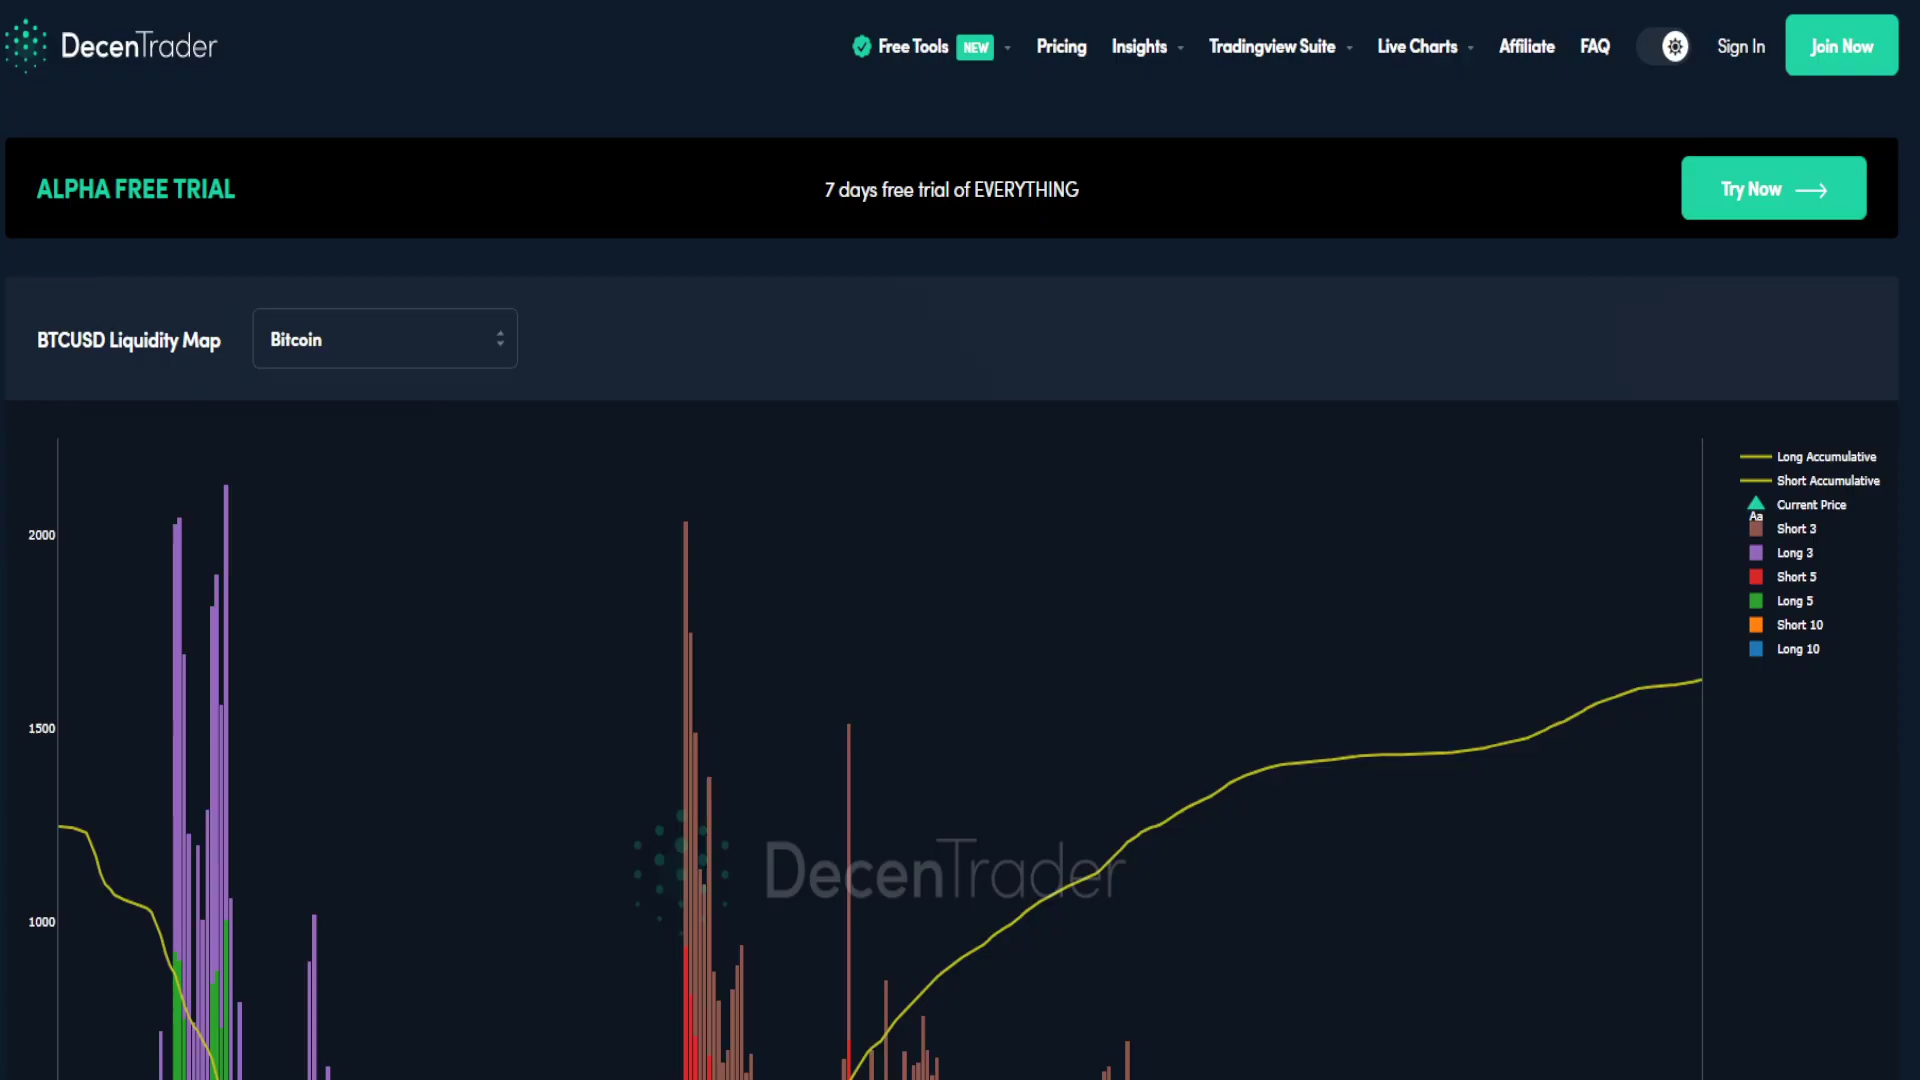 DecenTrader
Free Tools NEW
Pricing
Insights
Tradingview Suite
Live Charts
Affiliate
FAQ
Sign In
Join Now
ALPHA FREE TRIAL
7 days free trial of EVERYTHING
Try Now
BTCUSD Liquidity Map
Bitcoin
2000
1500
1000
Long Accumulative
Short Accumulative
Current Price
Aa
Short 3
Long 3
Short 5
Long 5
Short 10
Long 10
DecenTrader